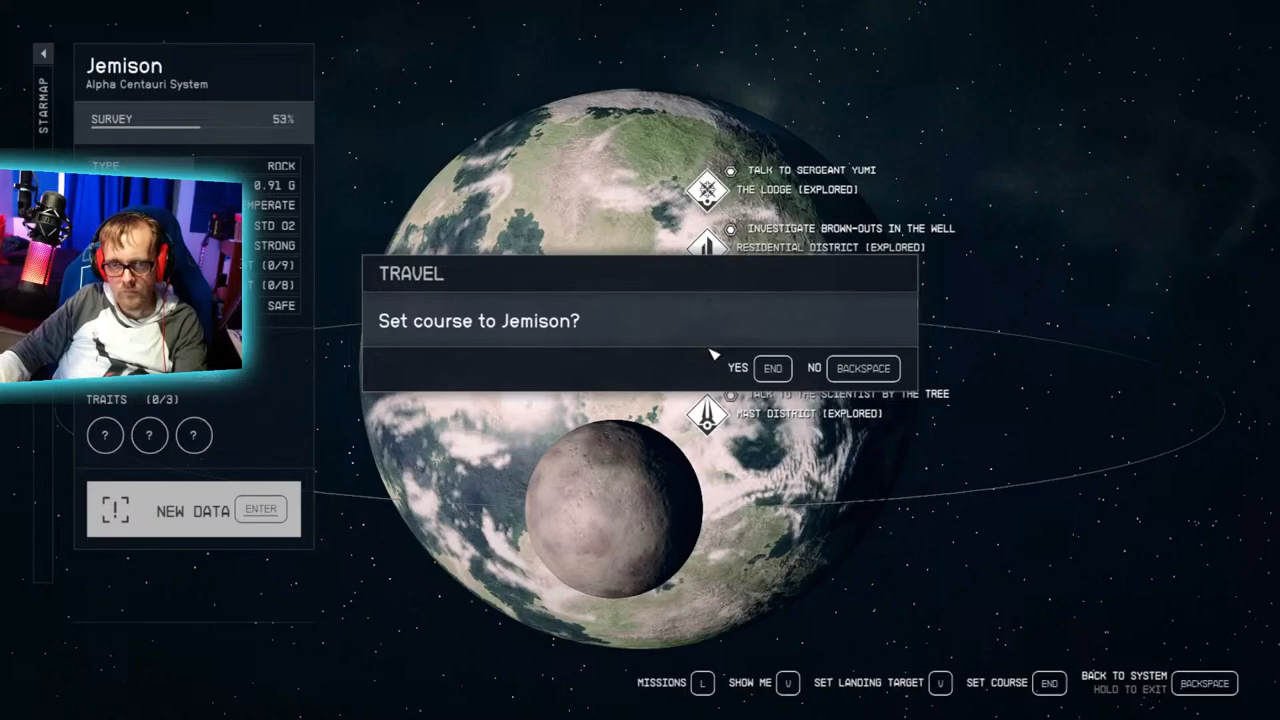 STARMAP
Jemison
Alpha Centauri System
SURVEY 53%
TYPE ROCK
0.91 G
STD O2
STRONG
(0/9)
(0/8)
SAFE
TRAITS (0/3)
? ? ?
[!] NEW DATA ENTER
TALK TO SERGEANT YUMI
THE LODGE [EXPLORED]
INVESTIGATE BROWN-OUTS IN THE WELL
RESIDENTIAL DISTRICT [EXPLORED]
TRAVEL
Set course to Jemison?
YES END NO BACKSPACE
TALK TO THE SCIENTIST BY THE TREE
MAST DISTRICT [EXPLORED]
MISSIONS L SHOW ME V SET LANDING TARGET V SET COURSE END BACK TO SYSTEM BACKSPACE
HOLD TO EXIT